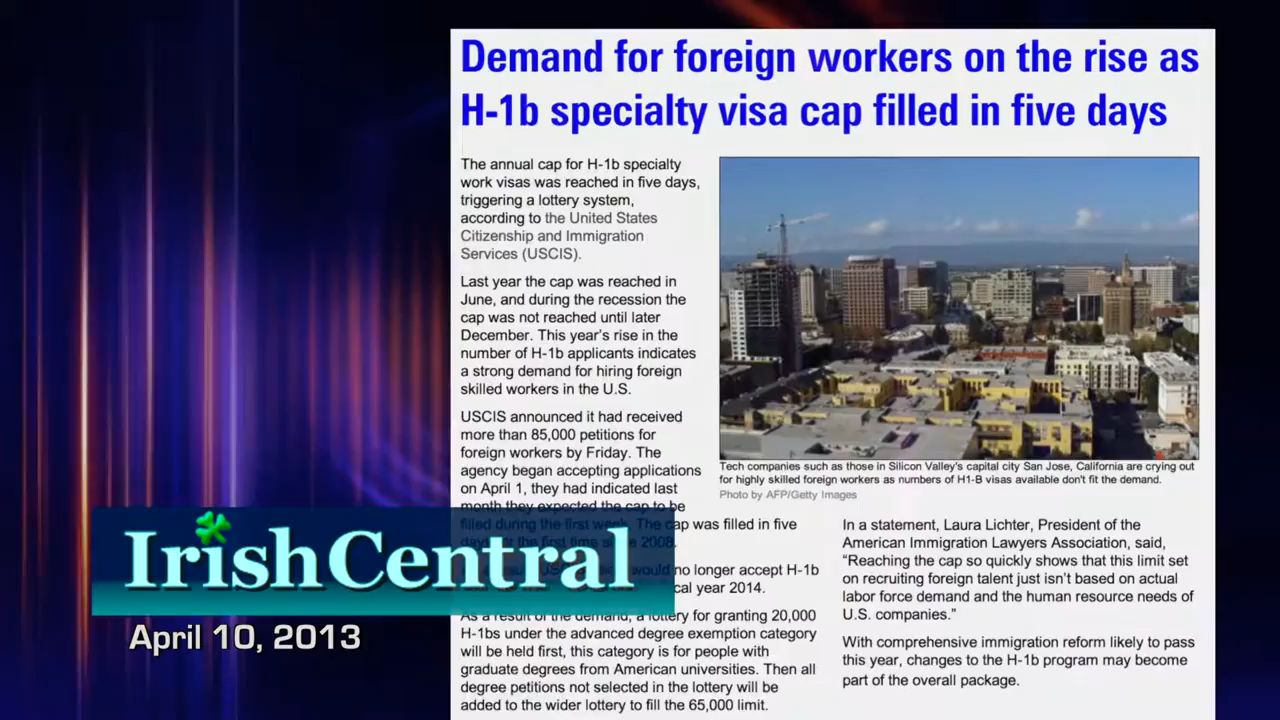 Demand for foreign workers on the rise as
H-1b specialty visa cap filled in five days
The annual cap for H-1b specialty
work visas was reached in five days,
triggering a lottery system,
according to the United States
Citizenship and Immigration
Services (USCIS).
Last year the cap was reached in
June, and during the recession the
cap was not reached until later
December. This year's rise in the
number of H-1b applicants indicates
a strong demand for hiring foreign
skilled workers in the U.S.
USCIS announced it had received
more than 85,000 petitions for
foreign workers by Friday. The
agency began accepting applications
on April 1, they had indicated last
month they expected the cap to be
filled during the first week. The cap was filled in five
days for the first time since 2008.
would no longer accept H-1b
fiscal year 2014.
As a result of the demand, a lottery for granting 20,000
H-1bs under the advanced degree exemption category
will be held first, this category is for people with
graduate degrees from American universities. Then all
degree petitions not selected in the lottery will be
added to the wider lottery to fill the 65,000 limit.
Tech companies such as those in Silicon Valley's capital city San Jose, California are crying out
for highly skilled foreign workers as numbers of H1-B visas available don't fit the demand.
Photo by AFP/Getty Images
In a statement, Laura Lichter, President of the
American Immigration Lawyers Association, said,
“Reaching the cap so quickly shows that this limit set
on recruiting foreign talent just isn't based on actual
labor force demand and the human resource needs of
U.S. companies.”
With comprehensive immigration reform likely to pass
this year, changes to the H-1b program may become
part of the overall package.
IrishCentral
April 10, 2013